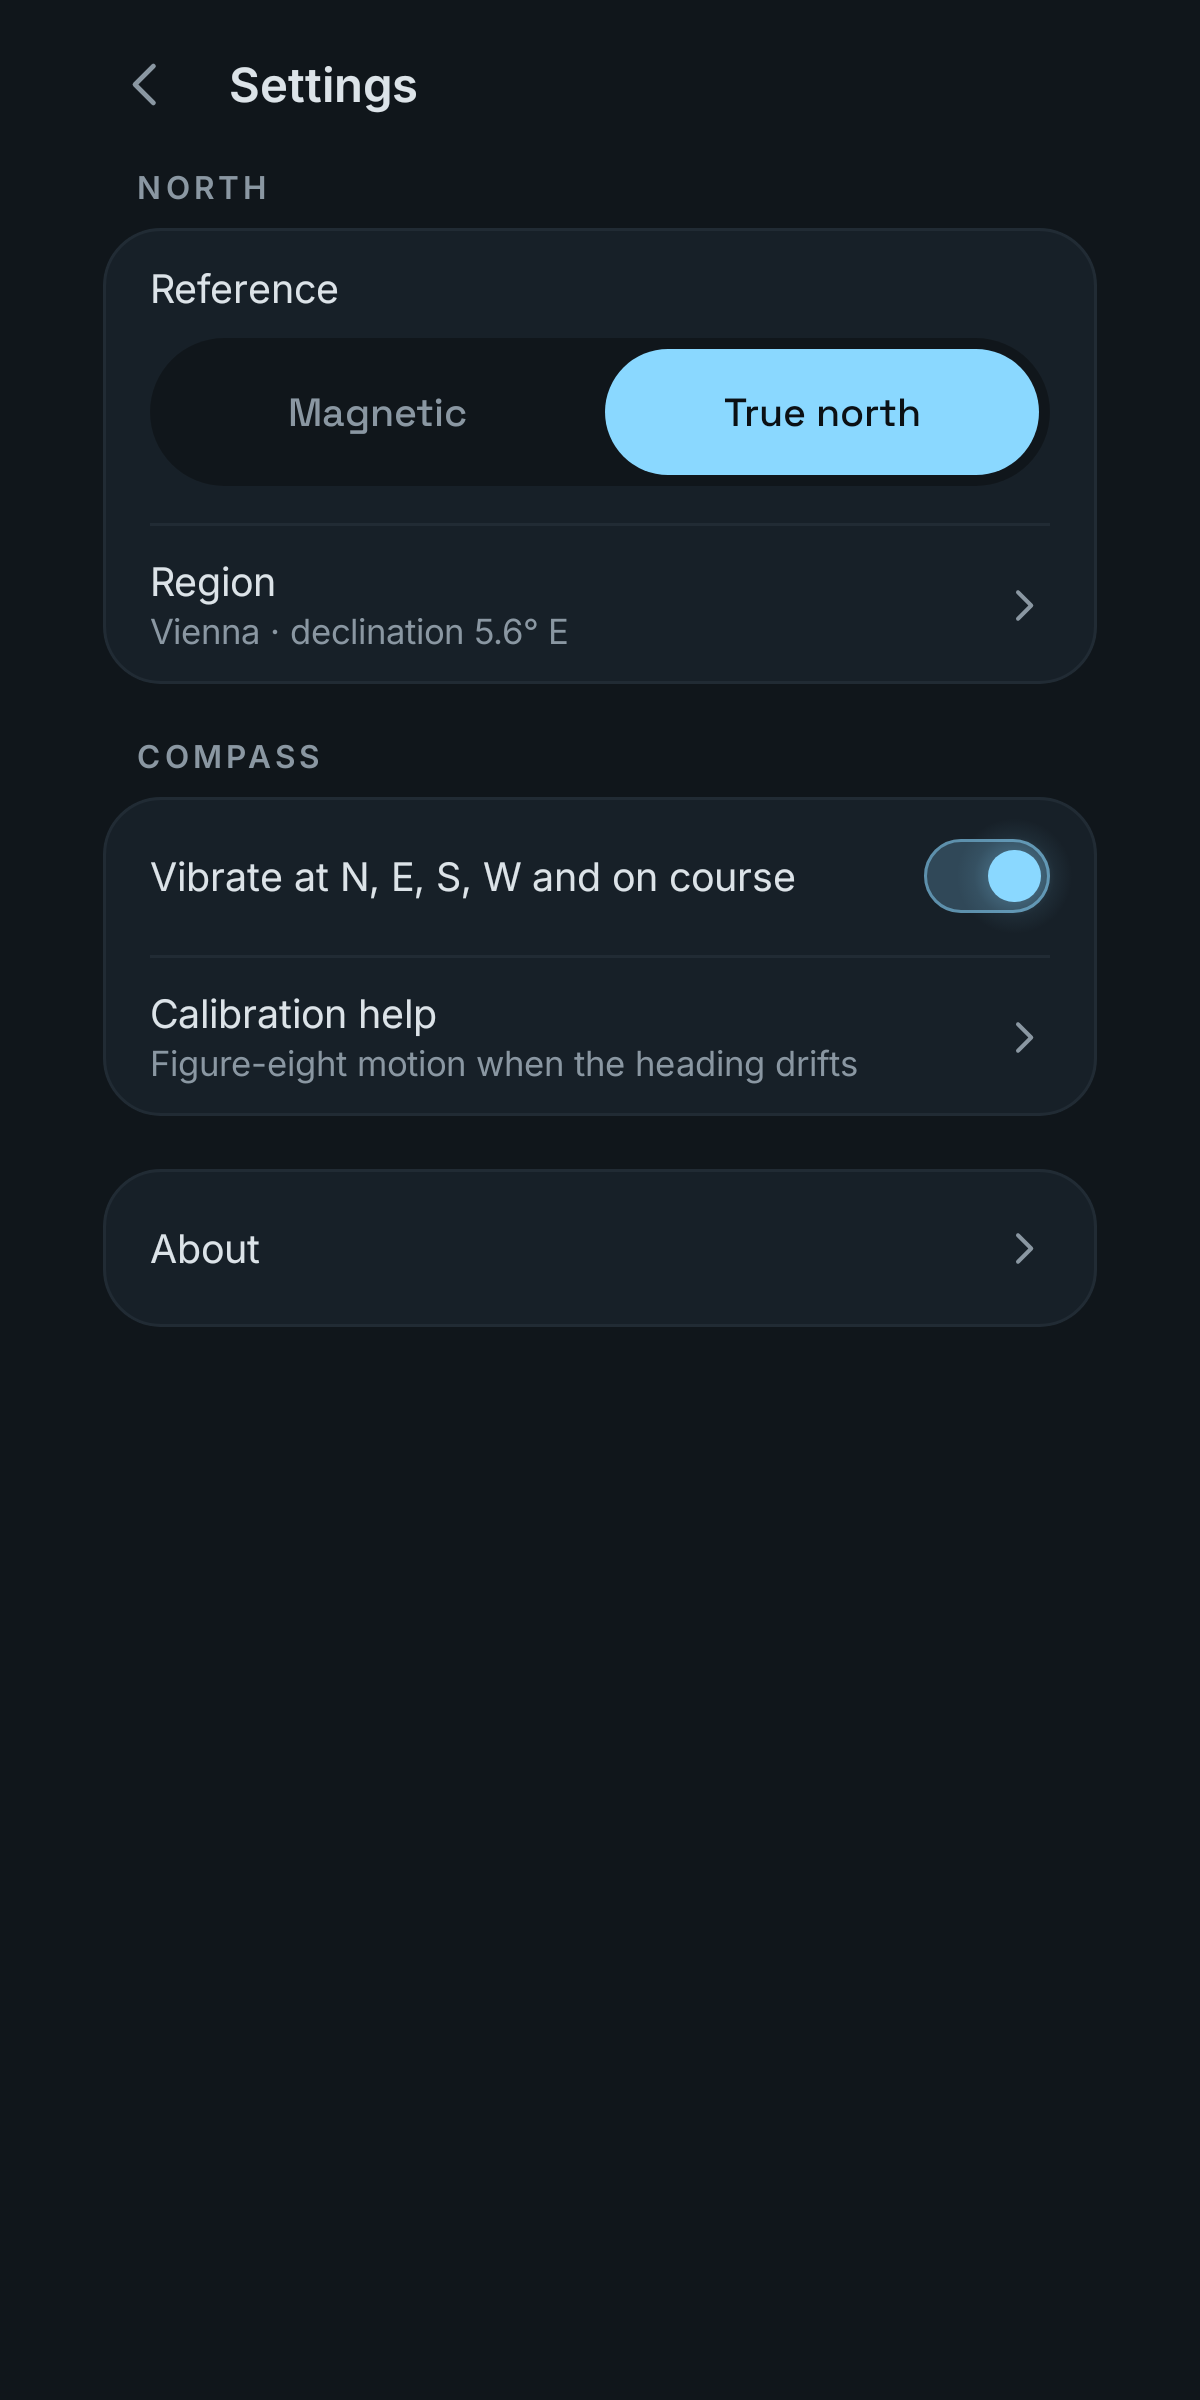 Settings
NORTH
Reference
Magnetic
True north
Region
Vienna · declination 5.6° E
COMPASS
Vibrate at N, E, S, W and on course
Calibration help
Figure-eight motion when the heading drifts
About